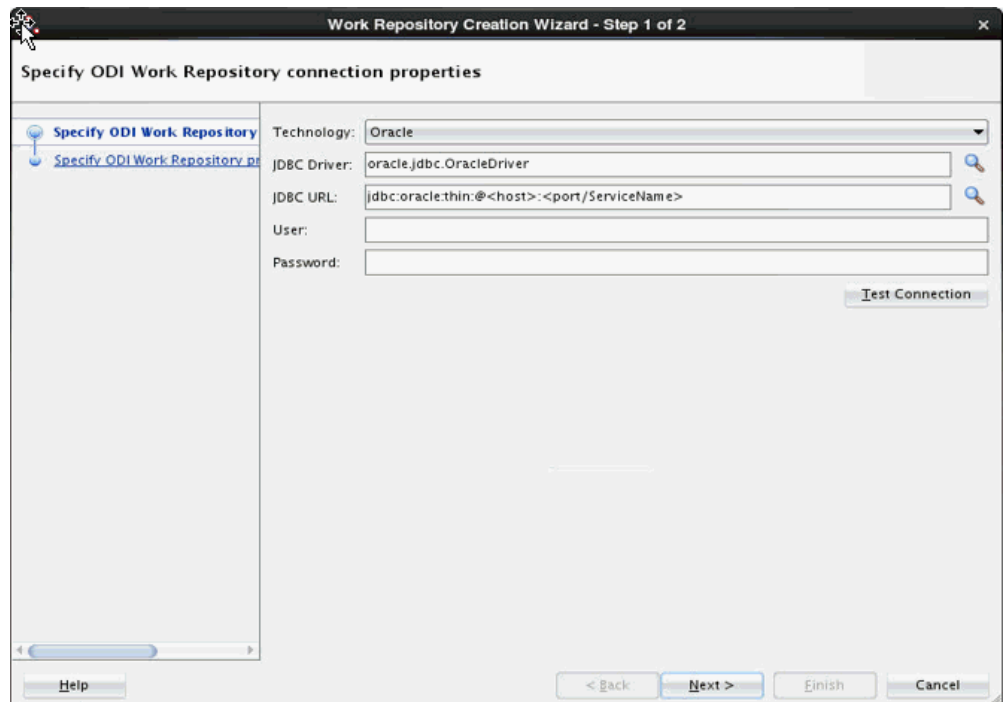 Work Repository Creation Wizard - Step 1 of 2
Specify ODI Work Repository connection properties
Specify ODI Work Repository
Specify ODI Work Repository pr
Technology: Oracle
JDBC Driver: oracle.jdbc.OracleDriver
JDBC URL: jdbc:oracle:thin:@<host>:<port/ServiceName>
User:
Password:
Test Connection
Help
< Back
Next >
Finish
Cancel